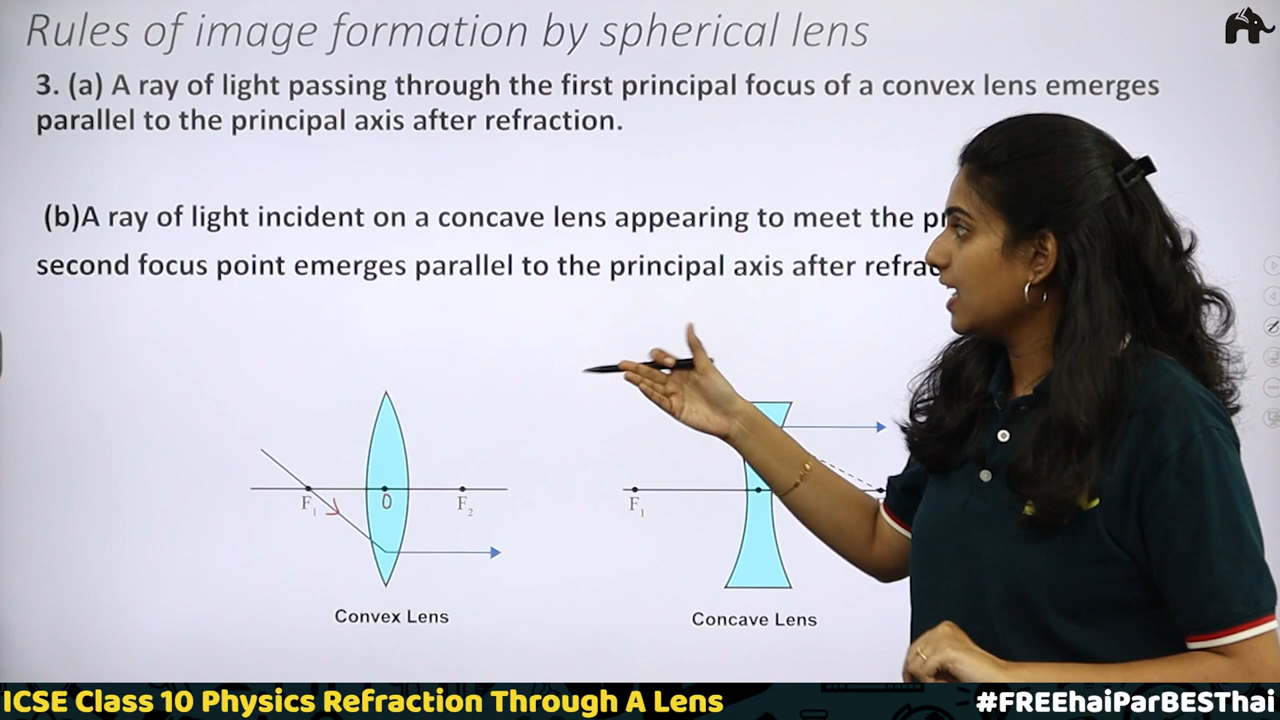 Rules of image formation by spherical lens
3. (a) A ray of light passing through the first principal focus of a convex lens emerges
parallel to the principal axis after refraction.
(b)A ray of light incident on a concave lens appearing to meet the
second focus point emerges parallel to the principal axis after
F₁ O F₂
F₁
Convex Lens
Concave Lens
ICSE Class 10 Physics Refraction Through A Lens
#FREEhaiParBESThai